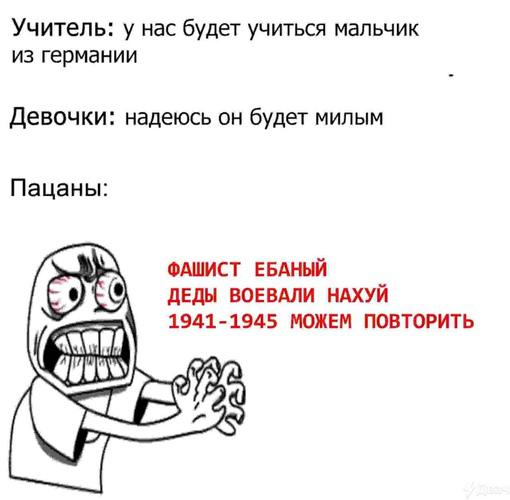 Учитель: у нас будет учиться мальчик
из германии
Девочки: надеюсь он будет милым
Пацаны:
ФАШИСТ ЕБАНЫЙ
ДЕДЫ ВОЕВАЛИ НАХУЙ
1941-1945 МОЖЕМ ПОВТОРИТЬ